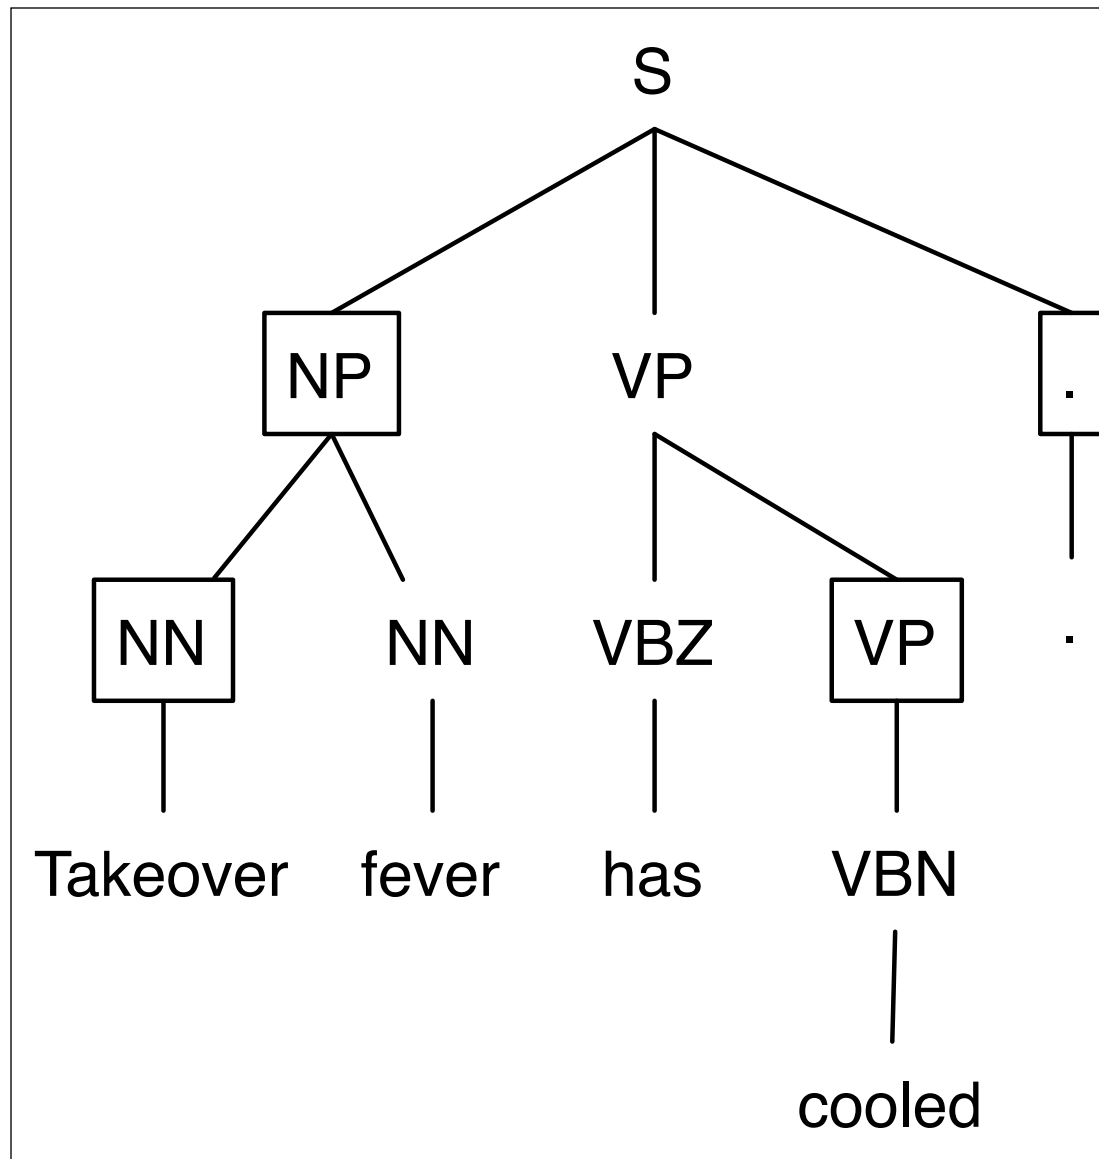 S
NP VP .
NN NN VBZ VP .
Takeover fever has VBN
cooled